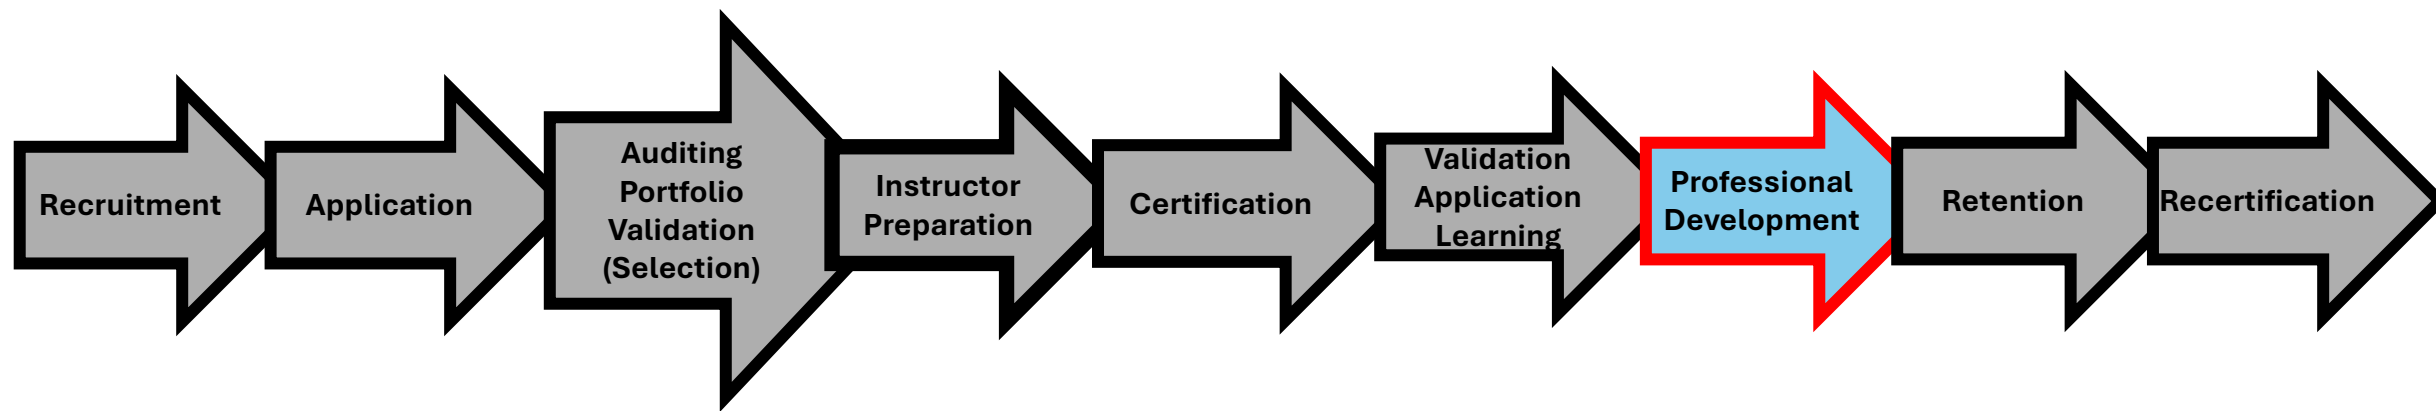 Recruitment
Application
Auditing
Portfolio
Validation
(Selection)
Instructor
Preparation
Certification
Validation
Application
Learning
Professional
Development
Retention
Recertification